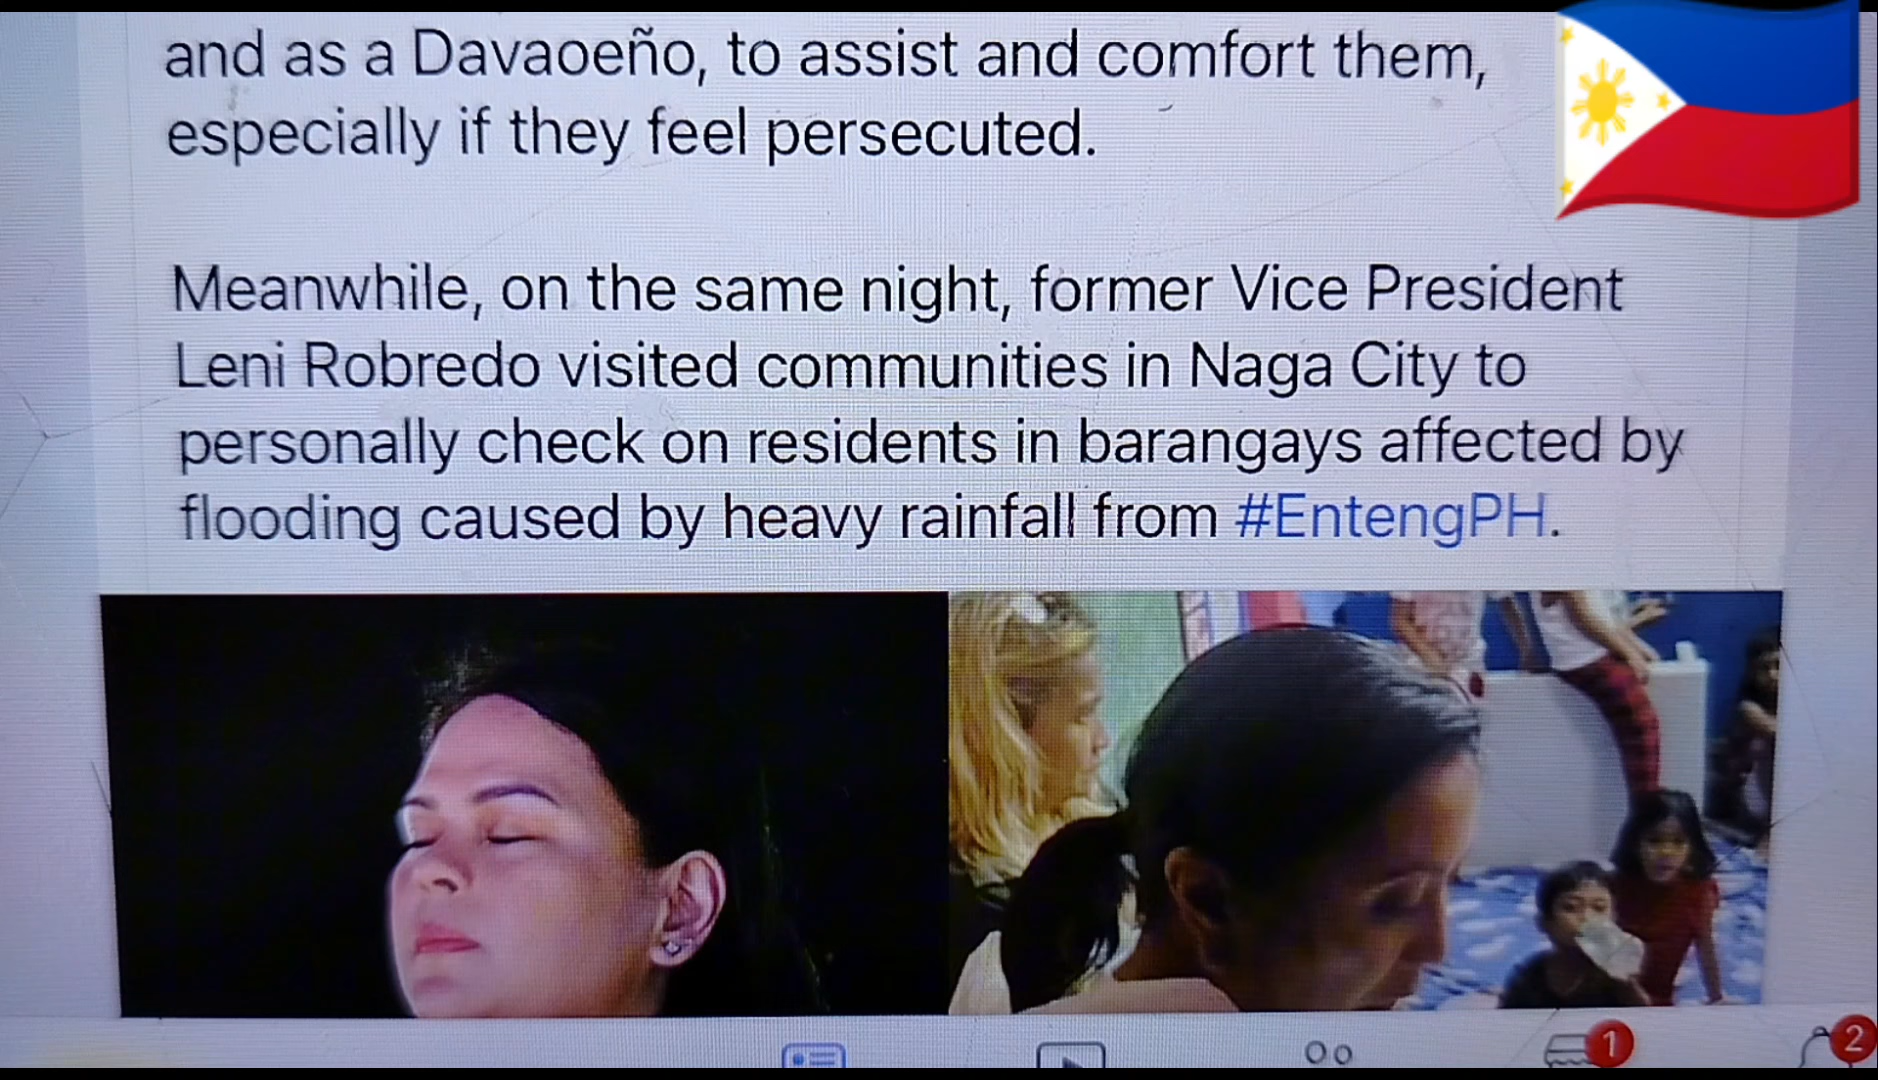 and as a Davaoeño, to assist and comfort them,
especially if they feel persecuted.
Meanwhile, on the same night, former Vice President
Leni Robredo visited communities in Naga City to
personally check on residents in barangays affected by
flooding caused by heavy rainfall from #EntengPH.
1
2